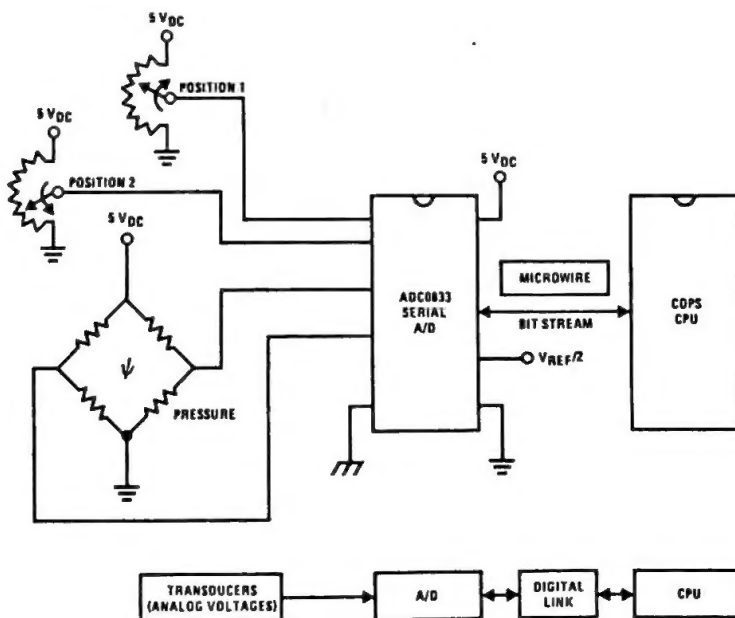 5 VDC
POSITION 1
5 VDC
POSITION 2
5 VDC
5 VDC
ADC0833
SERIAL
A/D
MICROWIRE
BIT STREAM
COPS
CPU
VREF/2
ψ
PRESSURE
TRANSDUCERS
(ANALOG VOLTAGES)
A/D
DIGITAL
LINK
CPU